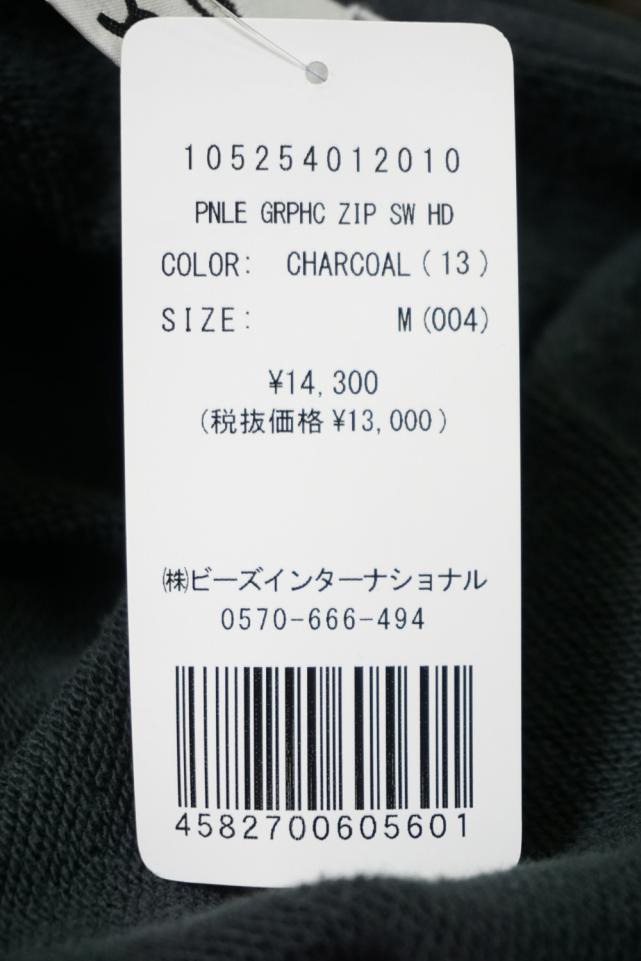 105254012010
PNLE GRPHC ZIP SW HD
COLOR: CHARCOAL(13)
SIZE: M(004)
¥14,300
(税抜価格 ¥13,000)
㈱ビーズインターナショナル
0570-666-494
4582700605601